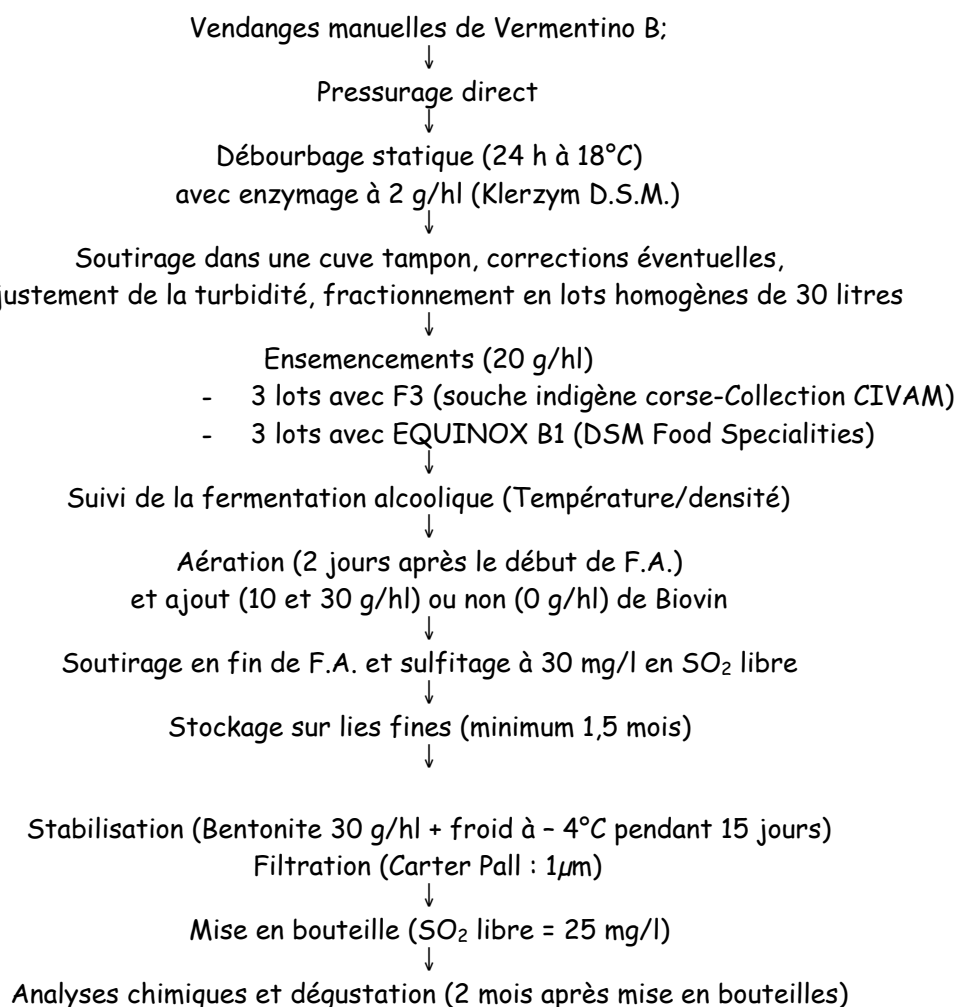 Vendanges manuelles de Vermentino B;
↓
Pressurage direct
↓
Débourbage statique (24 h à 18°C)
avec enzymage à 2 g/hl (Klerzym D.S.M.)
↓
Soutirage dans une cuve tampon, corrections éventuelles,
justement de la turbidité, fractionnement en lots homogènes de 30 litres
↓
Ensemencements (20 g/hl)
- 3 lots avec F3 (souche indigène corse-Collection CIVAM)
- 3 lots avec EQUINOX B1 (DSM Food Specialities)
↓
Suivi de la fermentation alcoolique (Température/densité)
↓
Aération (2 jours après le début de F.A.)
et ajout (10 et 30 g/hl) ou non (0 g/hl) de Biovin
↓
Soutirage en fin de F.A. et sulfitage à 30 mg/l en SO₂ libre
↓
Stockage sur lies fines (minimum 1,5 mois)
↓
Stabilisation (Bentonite 30 g/hl + froid à – 4°C pendant 15 jours)
Filtration (Carter Pall : 1µm)
↓
Mise en bouteille (SO₂ libre = 25 mg/l)
↓
Analyses chimiques et dégustation (2 mois après mise en bouteilles)